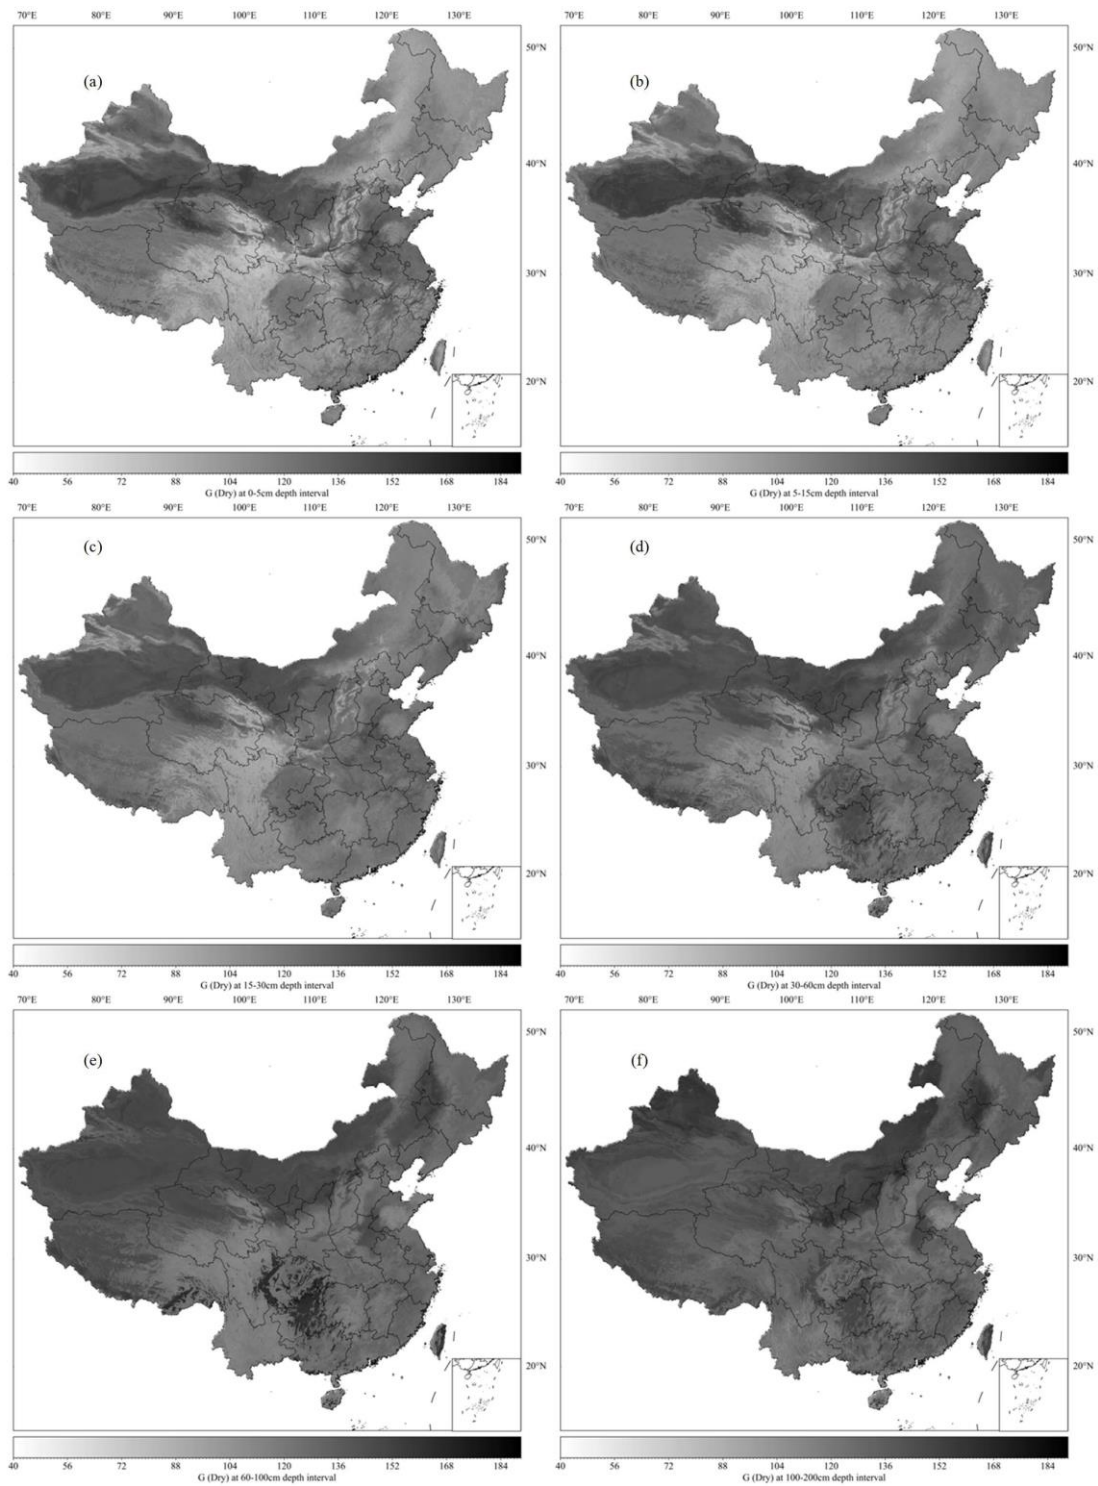 70°E 80°E 90°E 100°E 110°E 120°E 130°E
70°E 80°E 90°E 100°E 110°E 120°E 130°E
50°N
50°N
(a)
(b)
40°N
40°N
30°N
30°N
20°N
20°N
40 56 72 88 104 120 136 152 168 184
G (Dry) at 0-5cm depth interval
40 56 72 88 104 120 136 152 168 184
G (Dry) at 5-15cm depth interval
70°E 80°E 90°E 100°E 110°E 120°E 130°E
70°E 80°E 90°E 100°E 110°E 120°E 130°E
50°N
50°N
(c)
(d)
40°N
40°N
30°N
30°N
20°N
20°N
40 56 72 88 104 120 136 152 168 184
G (Dry) at 15-30cm depth interval
40 56 72 88 104 120 136 152 168 184
G (Dry) at 30-60cm depth interval
70°E 80°E 90°E 100°E 110°E 120°E 130°E
70°E 80°E 90°E 100°E 110°E 120°E 130°E
50°N
50°N
(e)
(f)
40°N
40°N
30°N
30°N
20°N
20°N
40 56 72 88 104 120 136 152 168 184
G (Dry) at 60-100cm depth interval
40 56 72 88 104 120 136 152 168 184
G (Dry) at 100-200cm depth interval